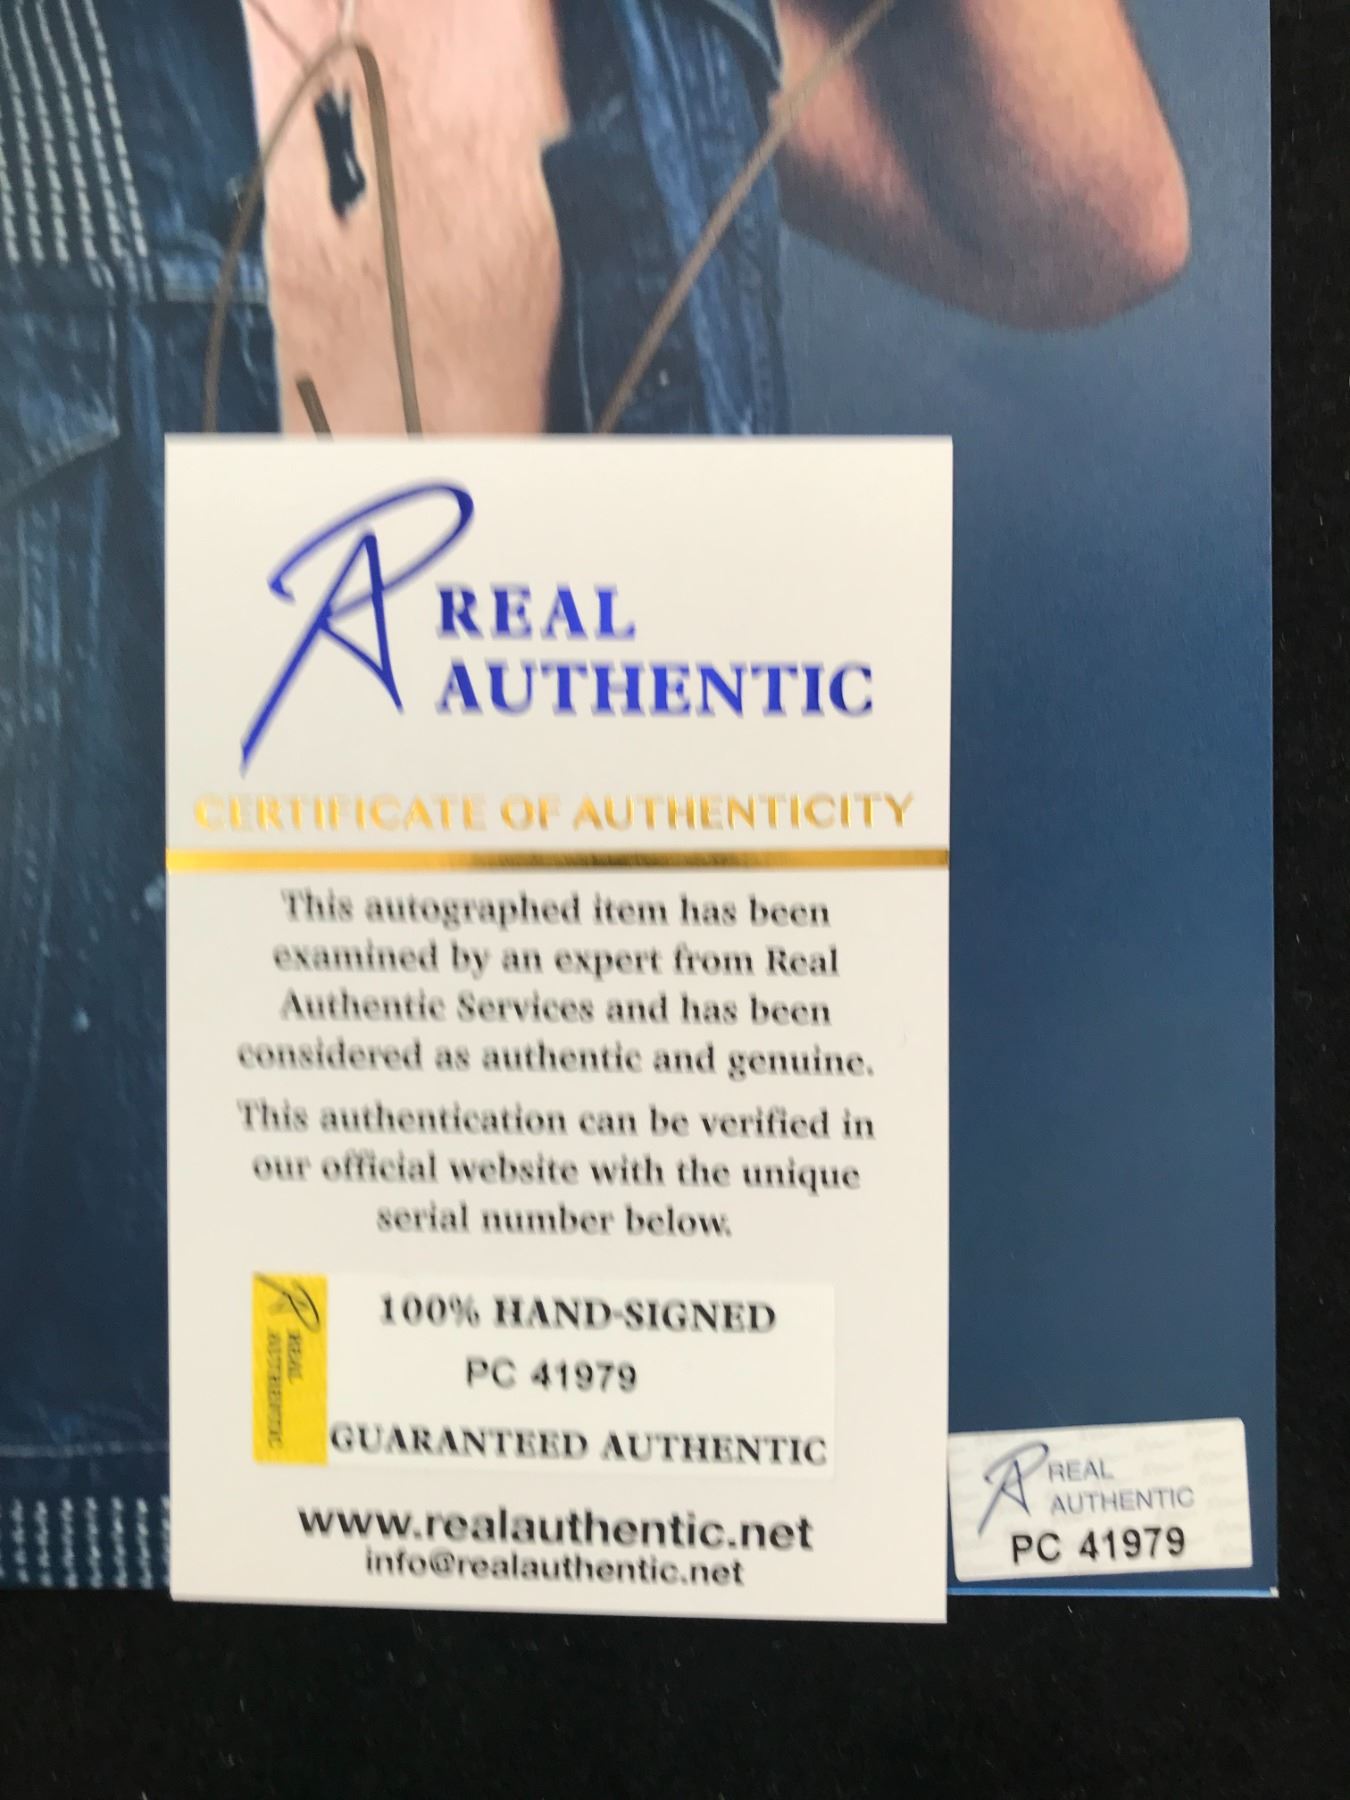 REAL
AUTHENTIC
CERTIFICATE OF AUTHENTICITY
This autographed item has been
examined by an expert from Real
Authentic Services and has been
considered as authentic and genuine.
This authentication can be verified in
our official website with the unique
serial number below.
REAL
AUTHENTIC
100% HAND-SIGNED
PC 41979
GUARANTEED AUTHENTIC
www.realauthentic.net
info@realauthentic.net
REAL
AUTHENTIC
PC 41979